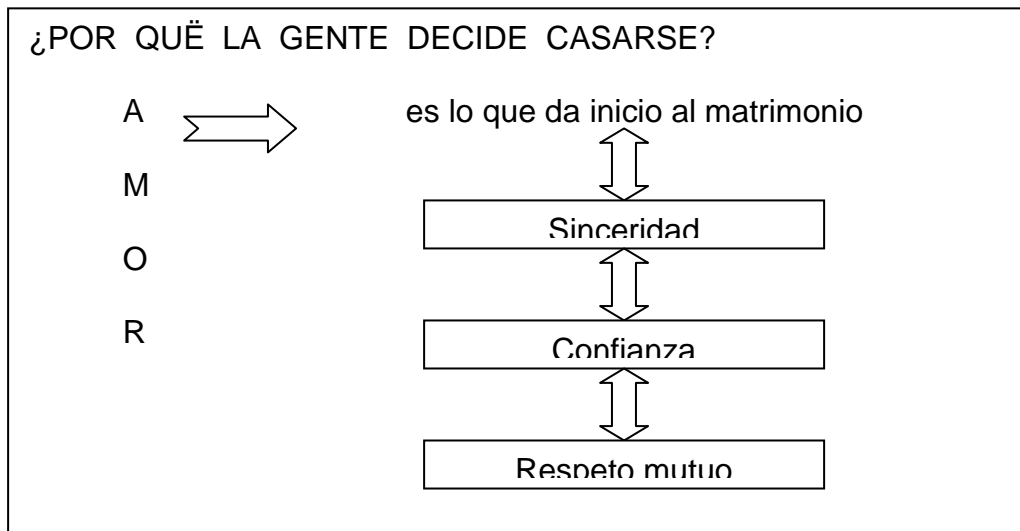 ¿POR QUË LA GENTE DECIDE CASARSE?
A es lo que da inicio al matrimonio
M
Sinceridad
O
R
Confianza
Respeto mutuo